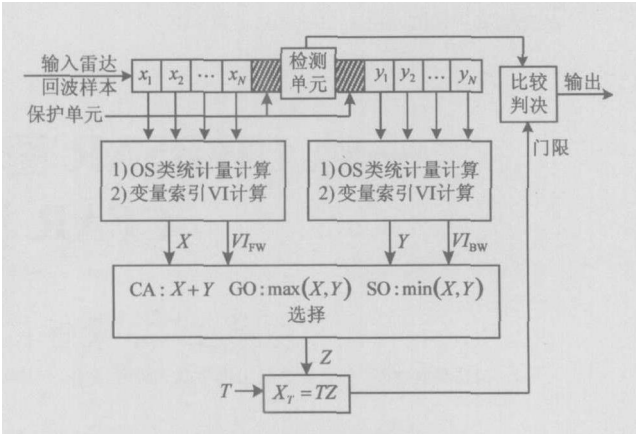 输入雷达
回波样本
x1 x2 … xN
检测
单元
y1 y2 … yN
比较
判决
输出
保护单元
门限
1)OS类统计量计算
2)变量索引VI计算
1)OS类统计量计算
2)变量索引VI计算
X
VIFW
Y
VIBW
CA: X+Y GO:max(X,Y) SO:min(X,Y)
选择
Z
T
XT=TZ